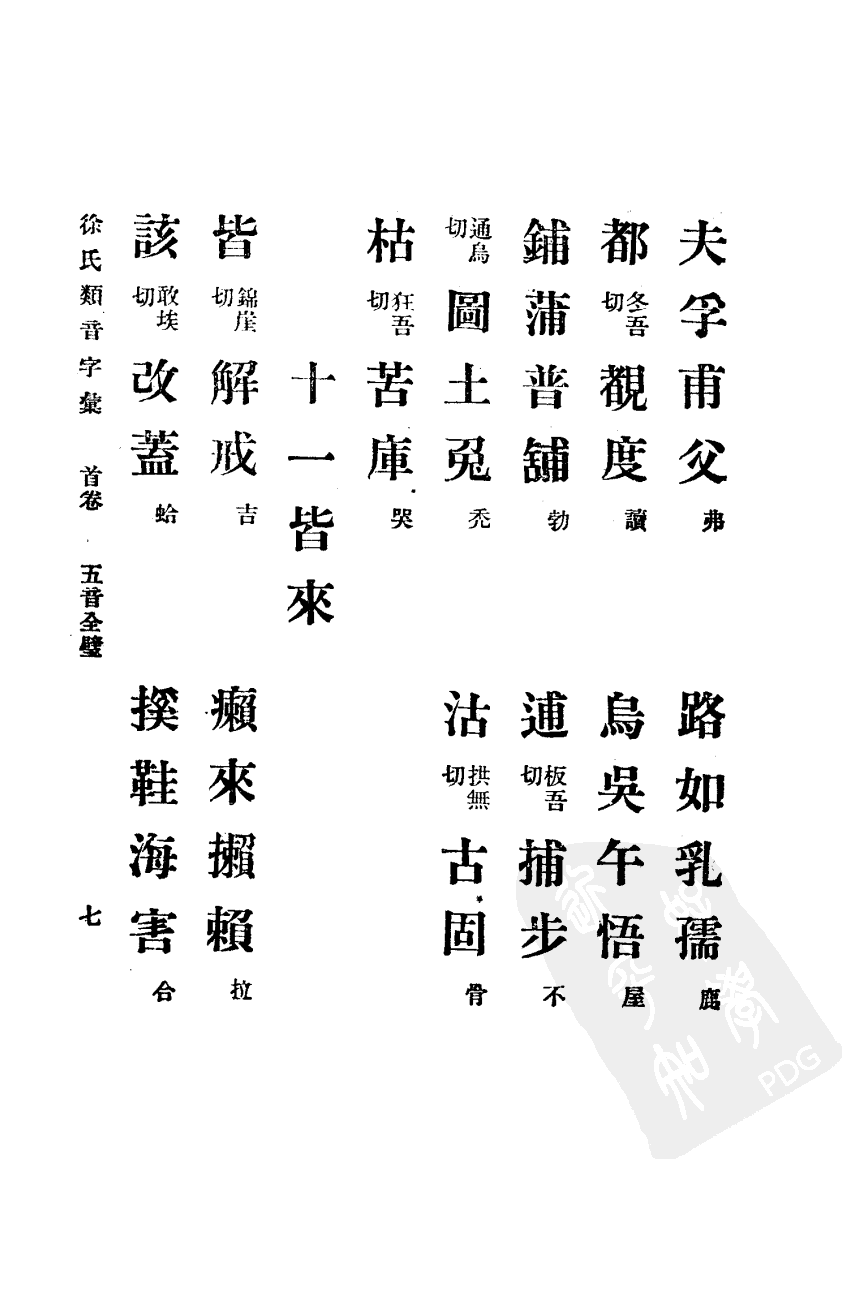 夫孚甫父弗
路如乳孺鹿
都冬吾切覩度讀
烏吳午悟屋
鋪蒲普舖勃
逋板吾切捕步不
通烏切圖土兎禿
沽拱無切古固骨
枯狂吾切苦庫哭
十一皆來
皆錦崖切解戒吉
癩來攋賴拉
該敢埃切改蓋蛤
搩鞋海害合
徐氏類音字彙 首卷 五音全璧 七
PDG